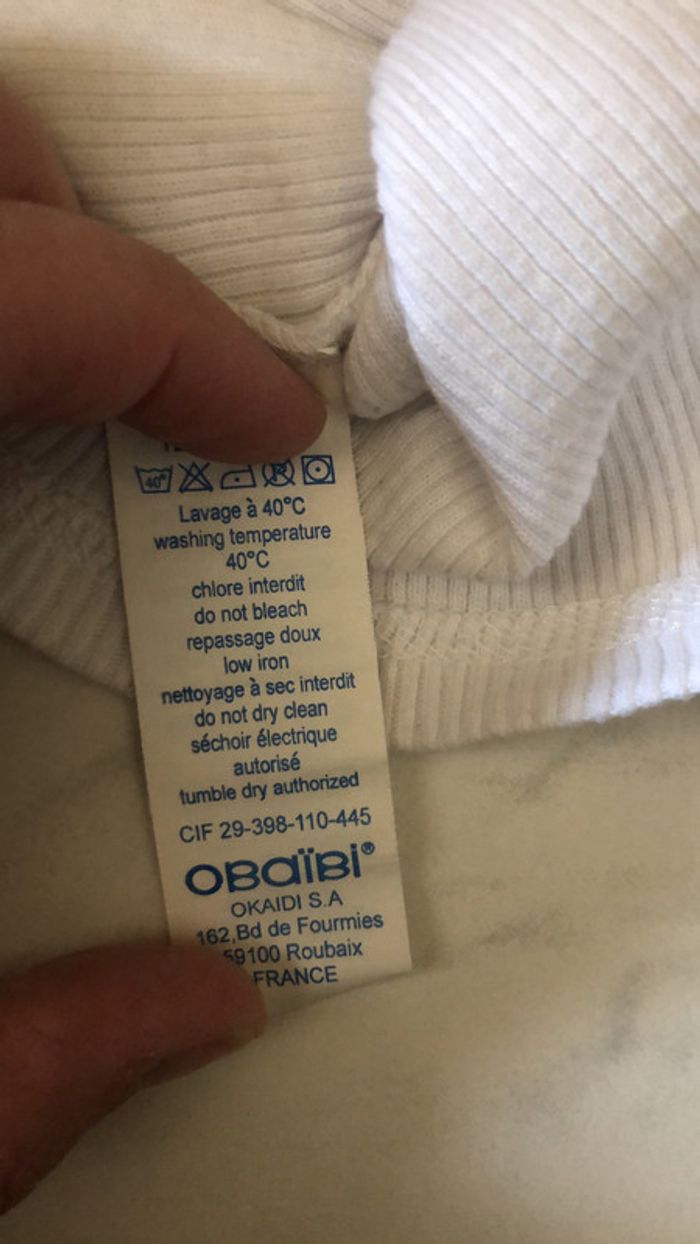 40°
Lavage à 40°C
washing temperature
40°C
chlore interdit
do not bleach
repassage doux
low iron
nettoyage à sec interdit
do not dry clean
séchoir électrique
autorisé
tumble dry authorized
CIF 29-398-110-445
OBaïBi®
OKAIDI S.A
162,Bd de Fourmies
59100 Roubaix
FRANCE